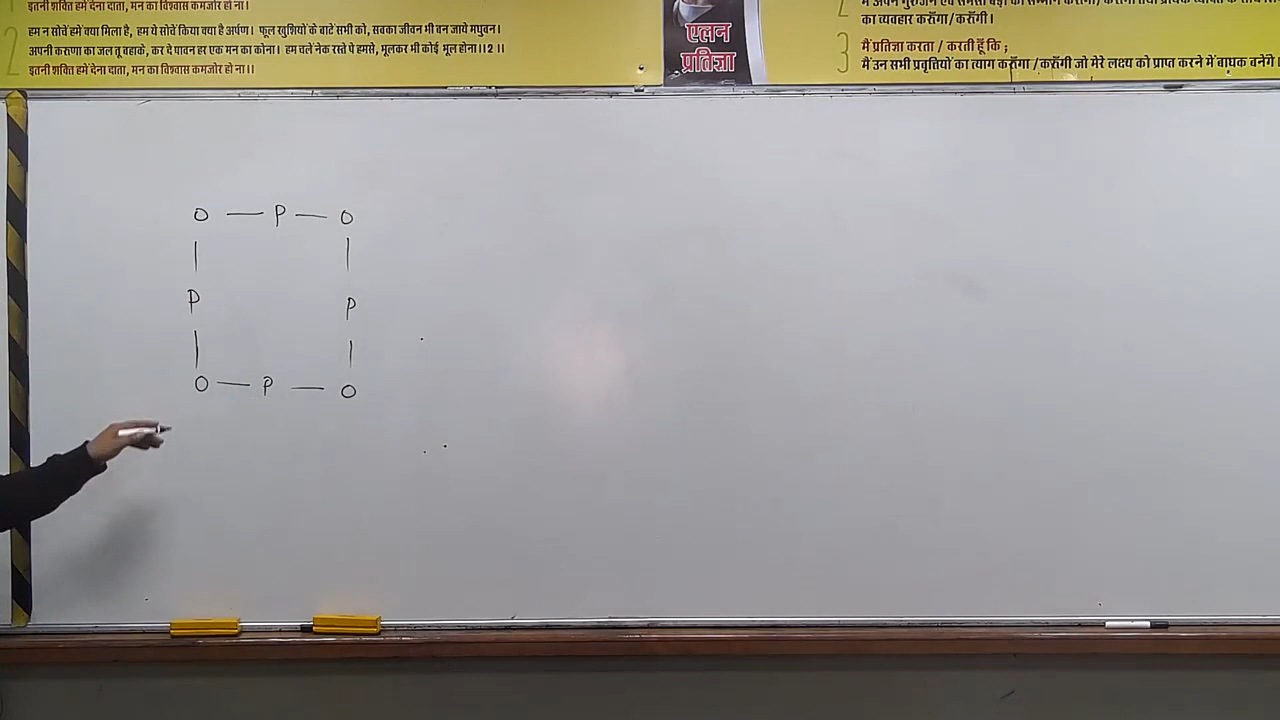 इतनी शक्ति हमें देना दाता, मन का विश्वास कमजोर हो ना।
2 हम न सोचें हमें क्या मिला है, हम ये सोचें किया क्या है अर्पण। फूल खुशियों के बाटे सभी को, सबका जीवन भी बन जाये मधुवन।
अपनी करुणा का जल तू बहाके, कर दे पावन हर एक मन का कोना। हम चलें नेक रस्ते पे हमसे, भूलकर भी कोई भूल होना।।2 ।।
इतनी शक्ति हमें देना दाता, मन का विश्वास कमजोर हो ना।।
एलन
प्रतिज्ञा
का व्यवहार करूँगा/करूँगी।
3 मैं प्रतिज्ञा करता / करती हूँ कि ;
मैं उन सभी प्रवृत्तियों का त्याग करूँगा /करूँगी जो मेरे लक्ष्य को प्राप्त करने में बाधक बनेंगे।
O — P — O
| |
P P
| |
O — P — O